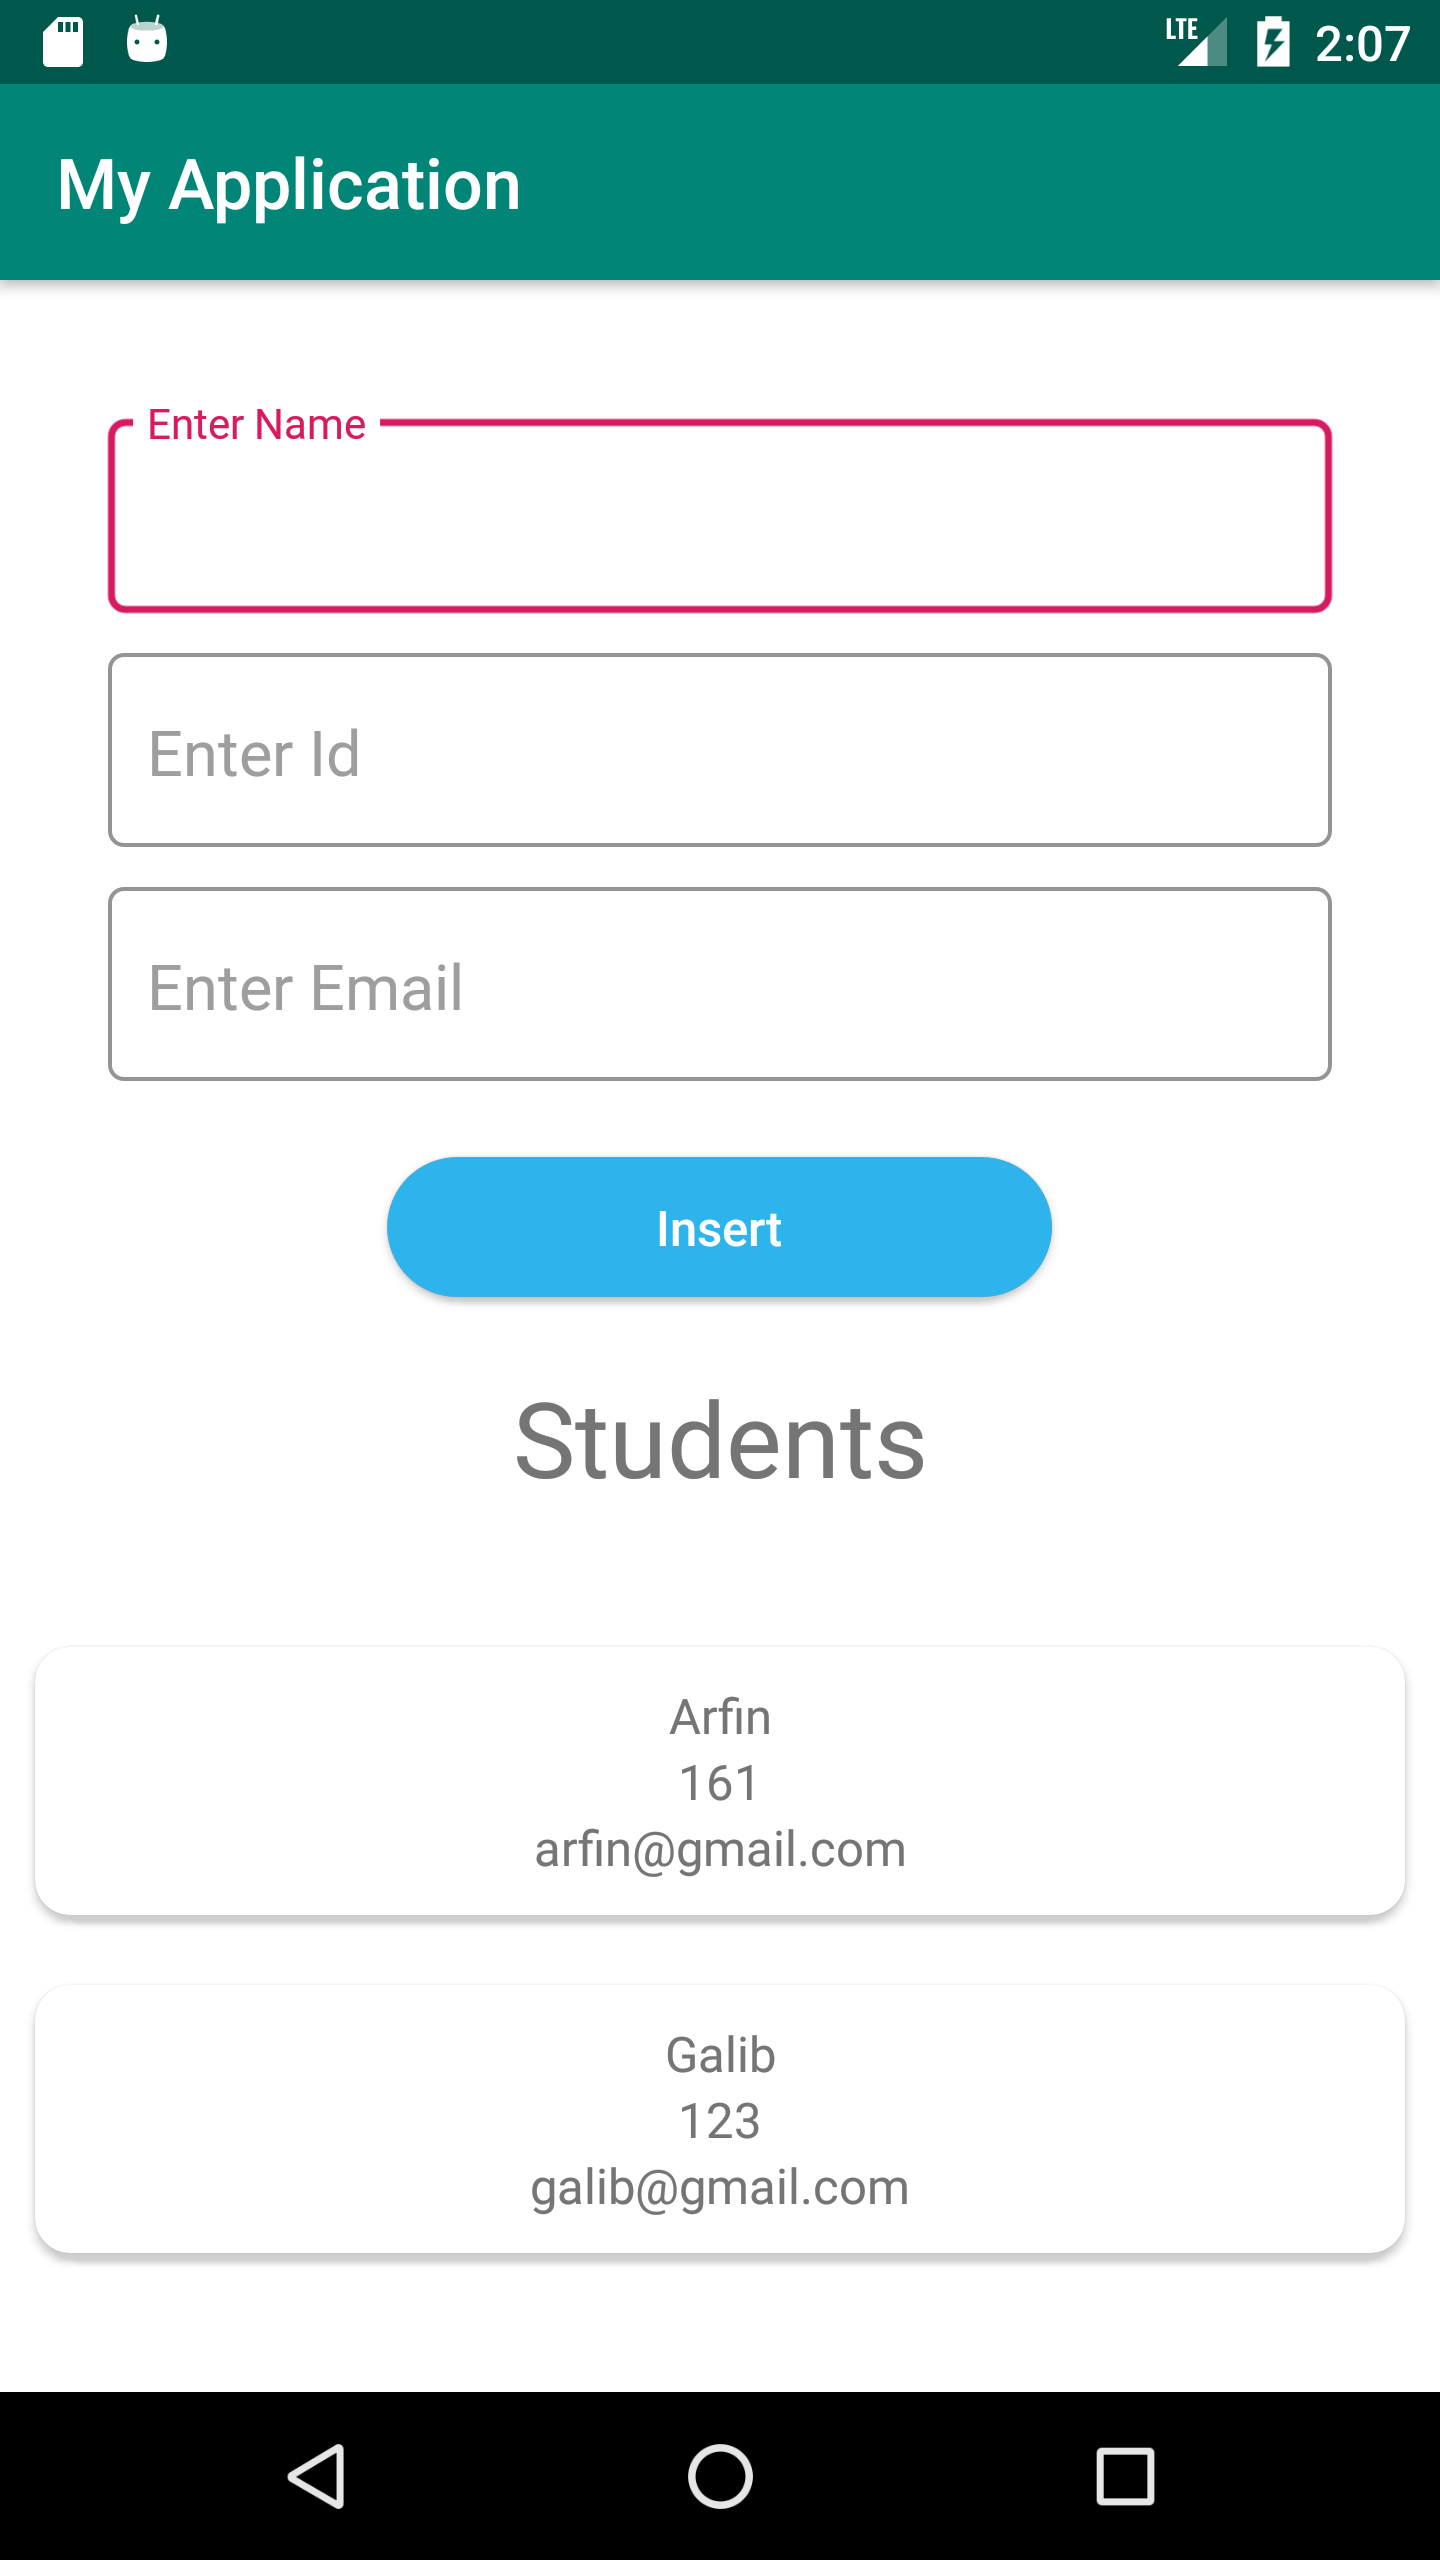 LTE 2:07
My Application
Enter Name
Enter Id
Enter Email
Insert
Students
Arfin
161
arfin@gmail.com
Galib
123
galib@gmail.com